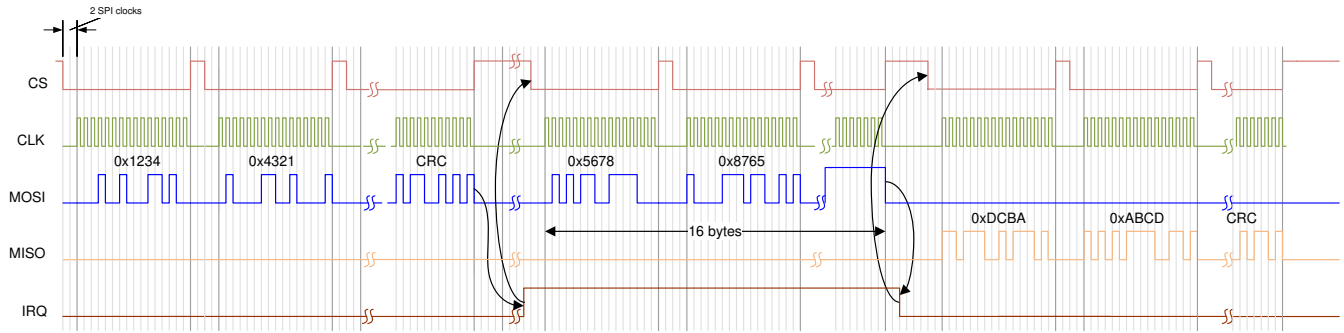 2 SPI clocks
CS
CLK
0x1234 0x4321 CRC 0x5678 0x8765
MOSI
0xDCBA 0xABCD CRC
16 bytes
MISO
IRQ